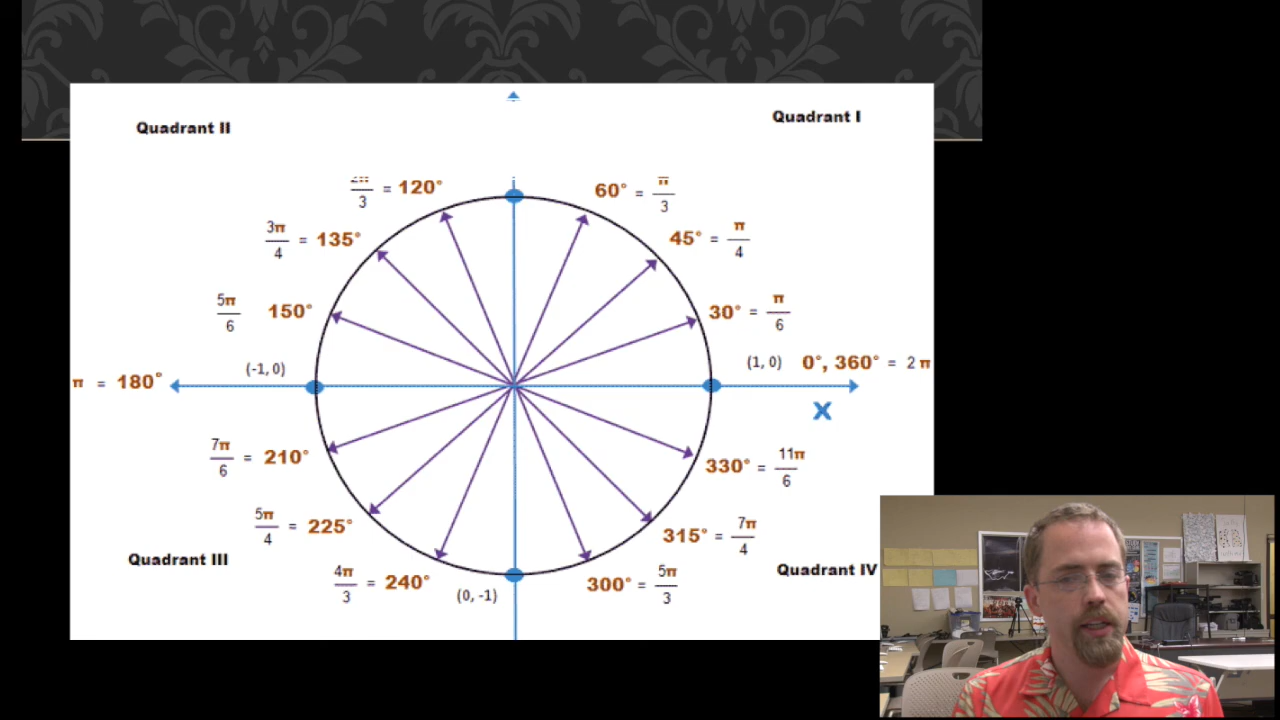 Quadrant II
Quadrant I
2π/3 = 120°
60° = π/3
3π/4 = 135°
45° = π/4
5π/6 150°
30° = π/6
(-1, 0)
(1, 0) 0°, 360° = 2 π
π = 180°
X
7π/6 = 210°
330° = 11π/6
5π/4 = 225°
315° = 7π/4
Quadrant III
Quadrant IV
4π/3 = 240°
(0, -1)
300° = 5π/3